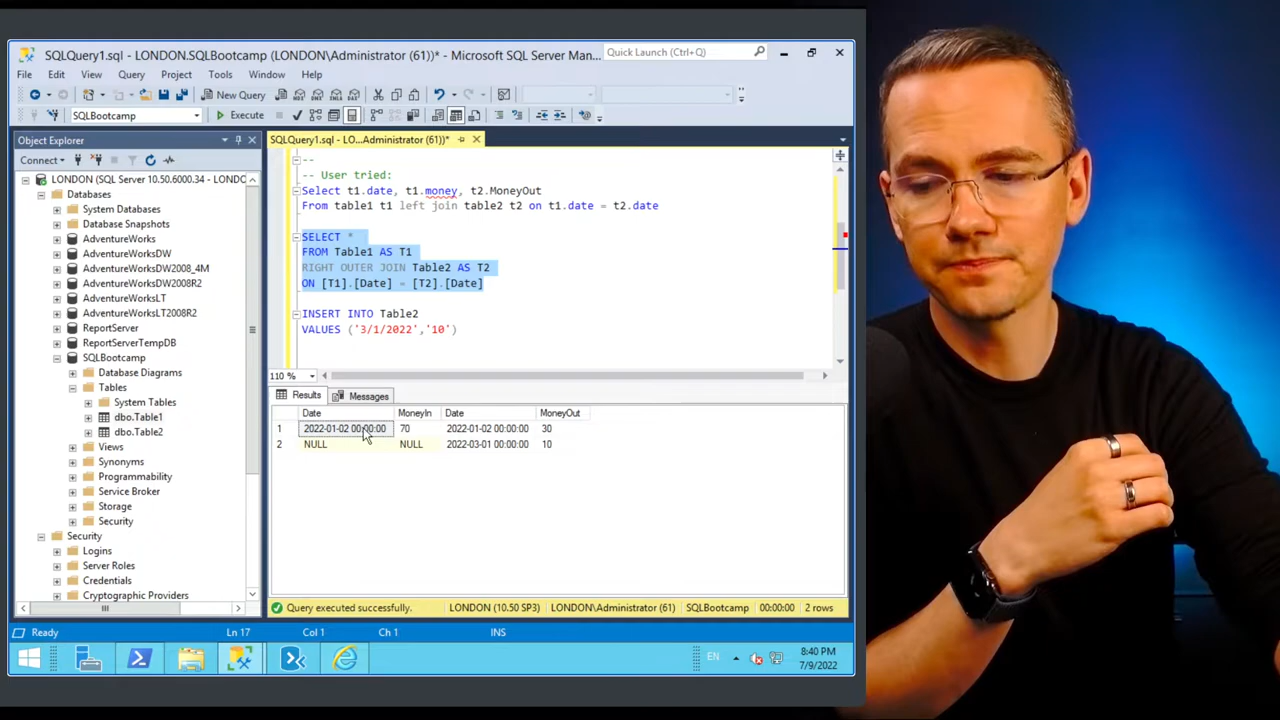 SQLQuery1.sql - LONDON.SQLBootcamp (LONDON\Administrator (61))* - Microsoft SQL Server Man...
Quick Launch (Ctrl+Q)
File Edit View Query Project Tools Window Help
New Query
SQLBootcamp
Execute
Object Explorer
SQLQuery1.sql - LO...Administrator (61))*
Connect
LONDON (SQL Server 10.50.6000.34 - LONDO
Databases
System Databases
Database Snapshots
AdventureWorks
AdventureWorksDW
AdventureWorksDW2008_4M
AdventureWorksDW2008R2
AdventureWorksLT
AdventureWorksLT2008R2
ReportServer
ReportServerTempDB
SQLBootcamp
Database Diagrams
Tables
System Tables
dbo.Table1
dbo.Table2
Views
Synonyms
Programmability
Service Broker
Storage
Security
Security
Logins
Server Roles
Credentials
Cryptographic Providers
--
-- User tried:
Select t1.date, t1.money, t2.MoneyOut
From table1 t1 left join table2 t2 on t1.date = t2.date
SELECT *
FROM Table1 AS T1
RIGHT OUTER JOIN Table2 AS T2
ON [T1].[Date] = [T2].[Date]
INSERT INTO Table2
VALUES ('3/1/2022','10')
110 %
Results Messages
Date MoneyIn Date MoneyOut
1 2022-01-02 00:00:00 70 2022-01-02 00:00:00 30
2 NULL NULL 2022-03-01 00:00:00 10
Query executed successfully. LONDON (10.50 SP3) LONDON\Administrator (61) SQLBootcamp 00:00:00 2 rows
Ready Ln 17 Col 1 Ch 1 INS
EN
8:40 PM
7/9/2022